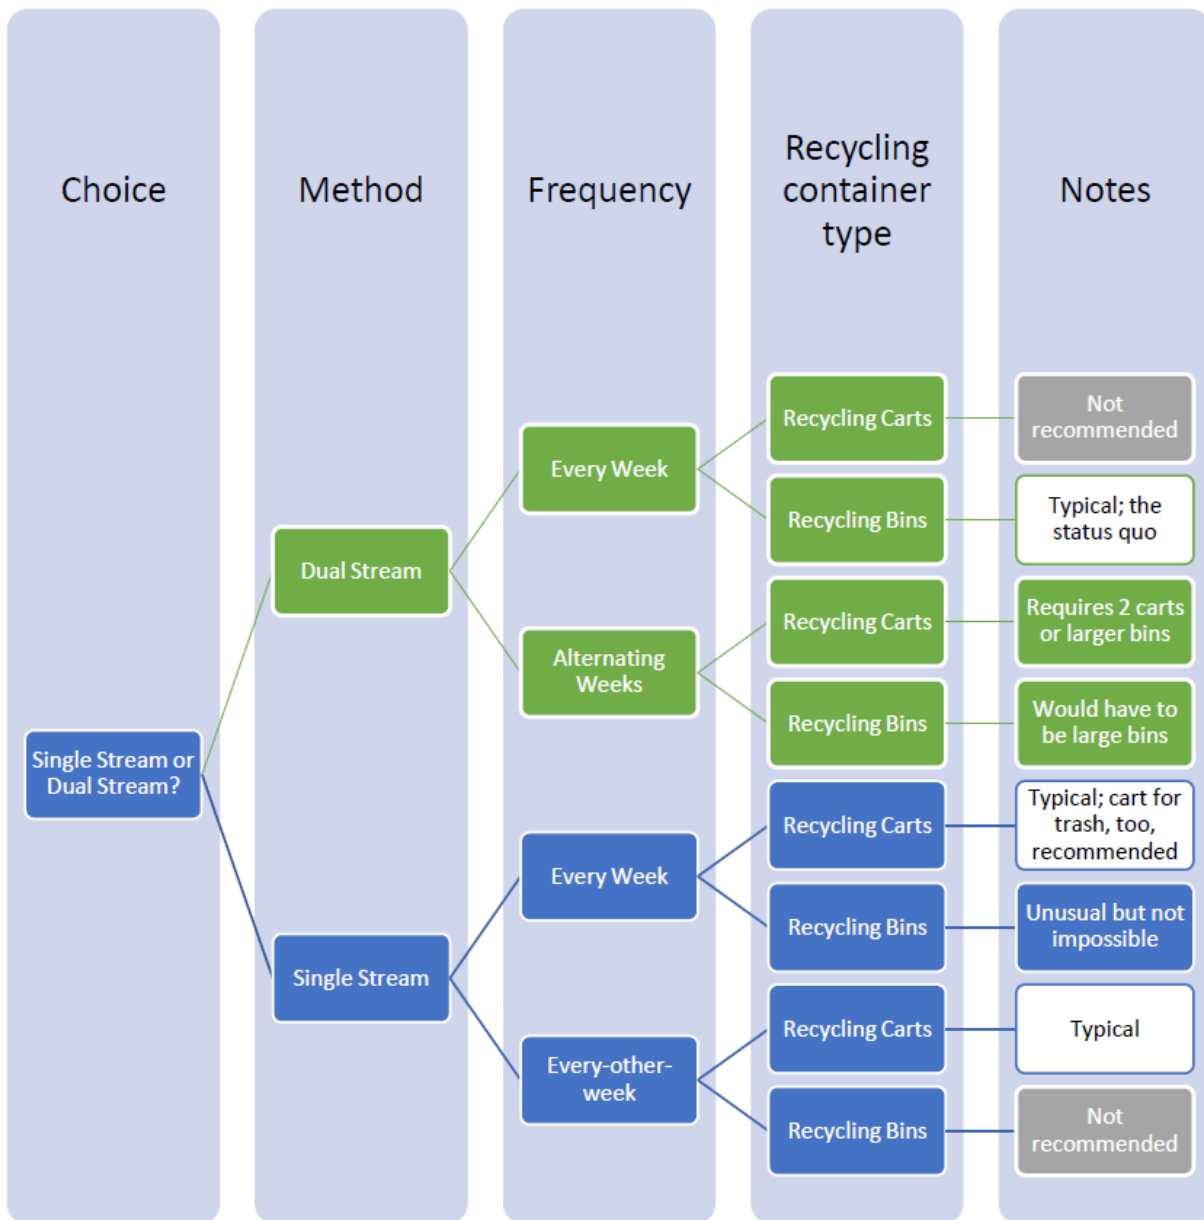 Choice
Method
Frequency
Recycling
container
type
Notes
Single Stream or
Dual Stream?
Dual Stream
Every Week
Recycling Carts
Not
recommended
Recycling Bins
Typical; the
status quo
Alternating
Weeks
Recycling Carts
Requires 2 carts
or larger bins
Recycling Bins
Would have to
be large bins
Single Stream
Every Week
Recycling Carts
Typical; cart for
trash, too,
recommended
Recycling Bins
Unusual but not
impossible
Every-other-
week
Recycling Carts
Typical
Recycling Bins
Not
recommended